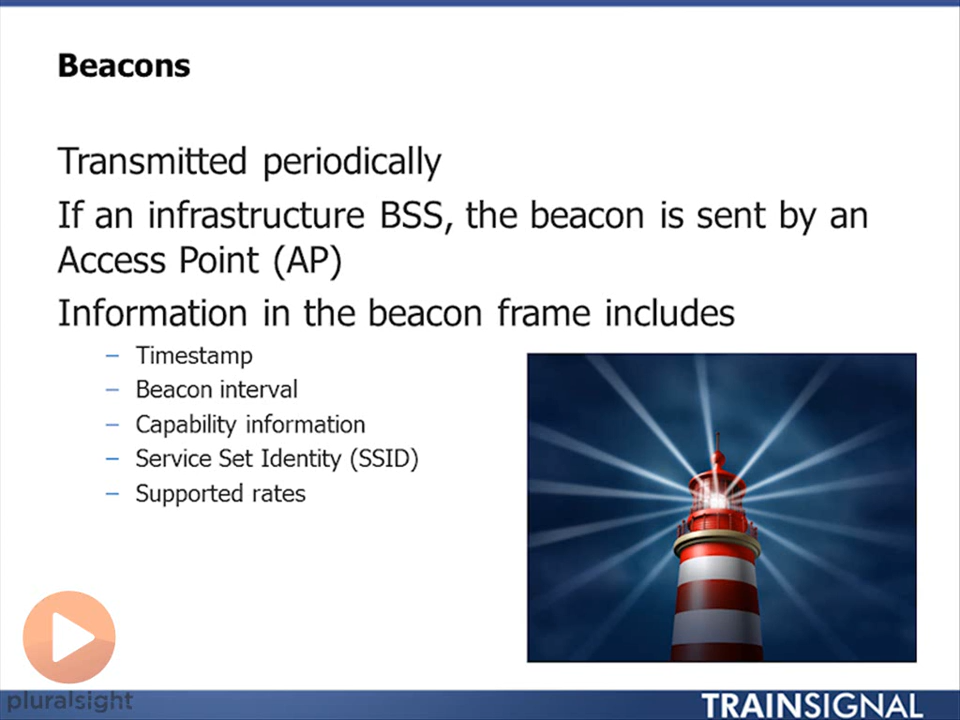 Beacons
Transmitted periodically
If an infrastructure BSS, the beacon is sent by an
Access Point (AP)
Information in the beacon frame includes
– Timestamp
– Beacon interval
– Capability information
– Service Set Identity (SSID)
– Supported rates
pluralsight
TRAINSIGNAL